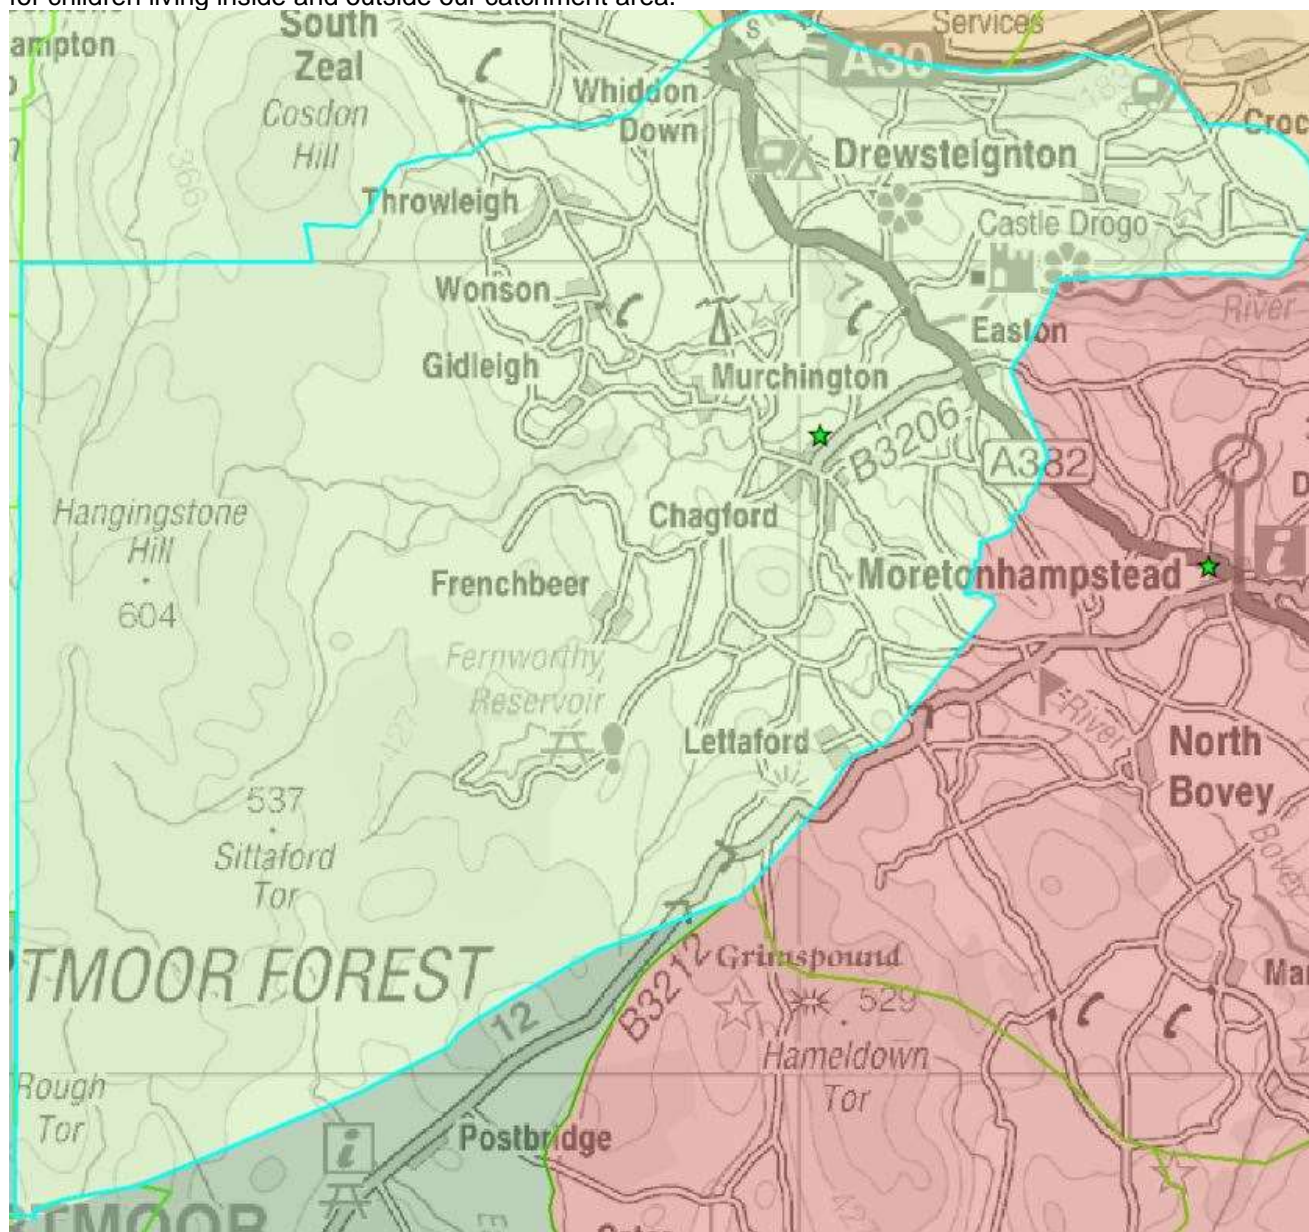 for children living inside and outside our catchment area.
South
Zeal
ampton
Services
S
A30
Cosdon
Hill
Whiddon
Down
Croc
Drewsteignton
366
Throwleigh
Castle Drogo
Wonson
River
Easton
Gidleigh
Murchington
B3206
A382
D
Hangingstone
Hill
604
Chagford
i
Moretonhampstead
Frenchbeer
Fernworthy
Reservoir
River
Lettaford
North
Bovey
537
Sittaford
Tor
Bovey
TMOOR FOREST
B3212
Grimspound
Mai
12
529
Hameldown
Tor
Rough
Tor
i
Postbridge
TMOOR